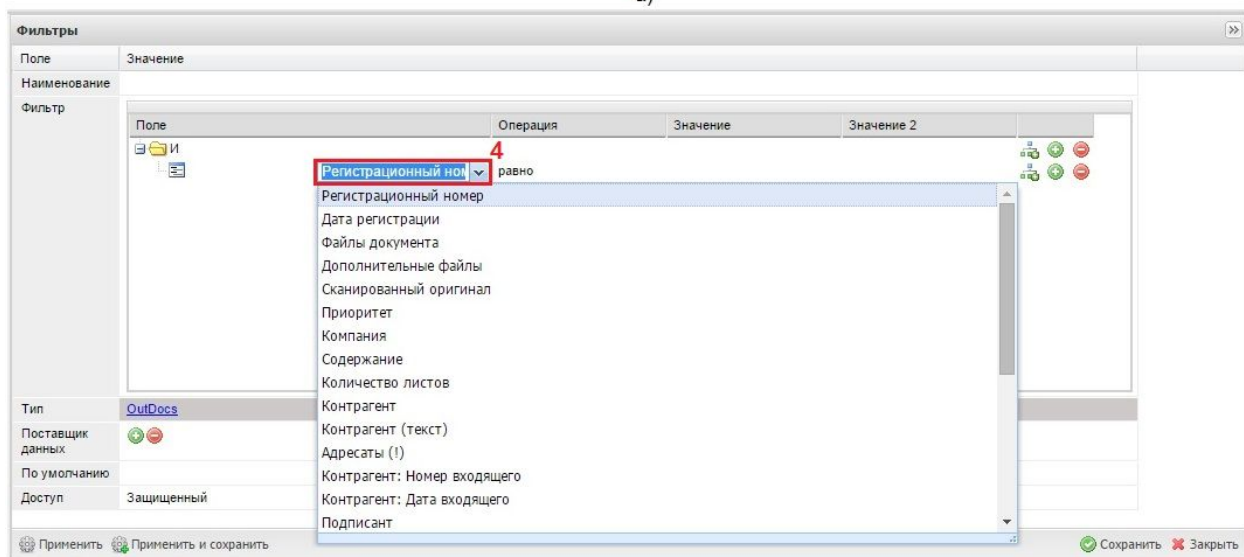 а)
Фильтры
Поле Значение
Наименование
Фильтр
Поле Операция Значение Значение 2
И
4
Регистрационный ном равно
Регистрационный номер
Дата регистрации
Файлы документа
Дополнительные файлы
Сканированный оригинал
Приоритет
Компания
Содержание
Количество листов
Контрагент
Контрагент (текст)
Адресаты (!)
Контрагент: Номер входящего
Контрагент: Дата входящего
Подписант
Тип OutDocs
Поставщик
данных
По умолчанию
Доступ Защищенный
Применить Применить и сохранить Сохранить Закрыть